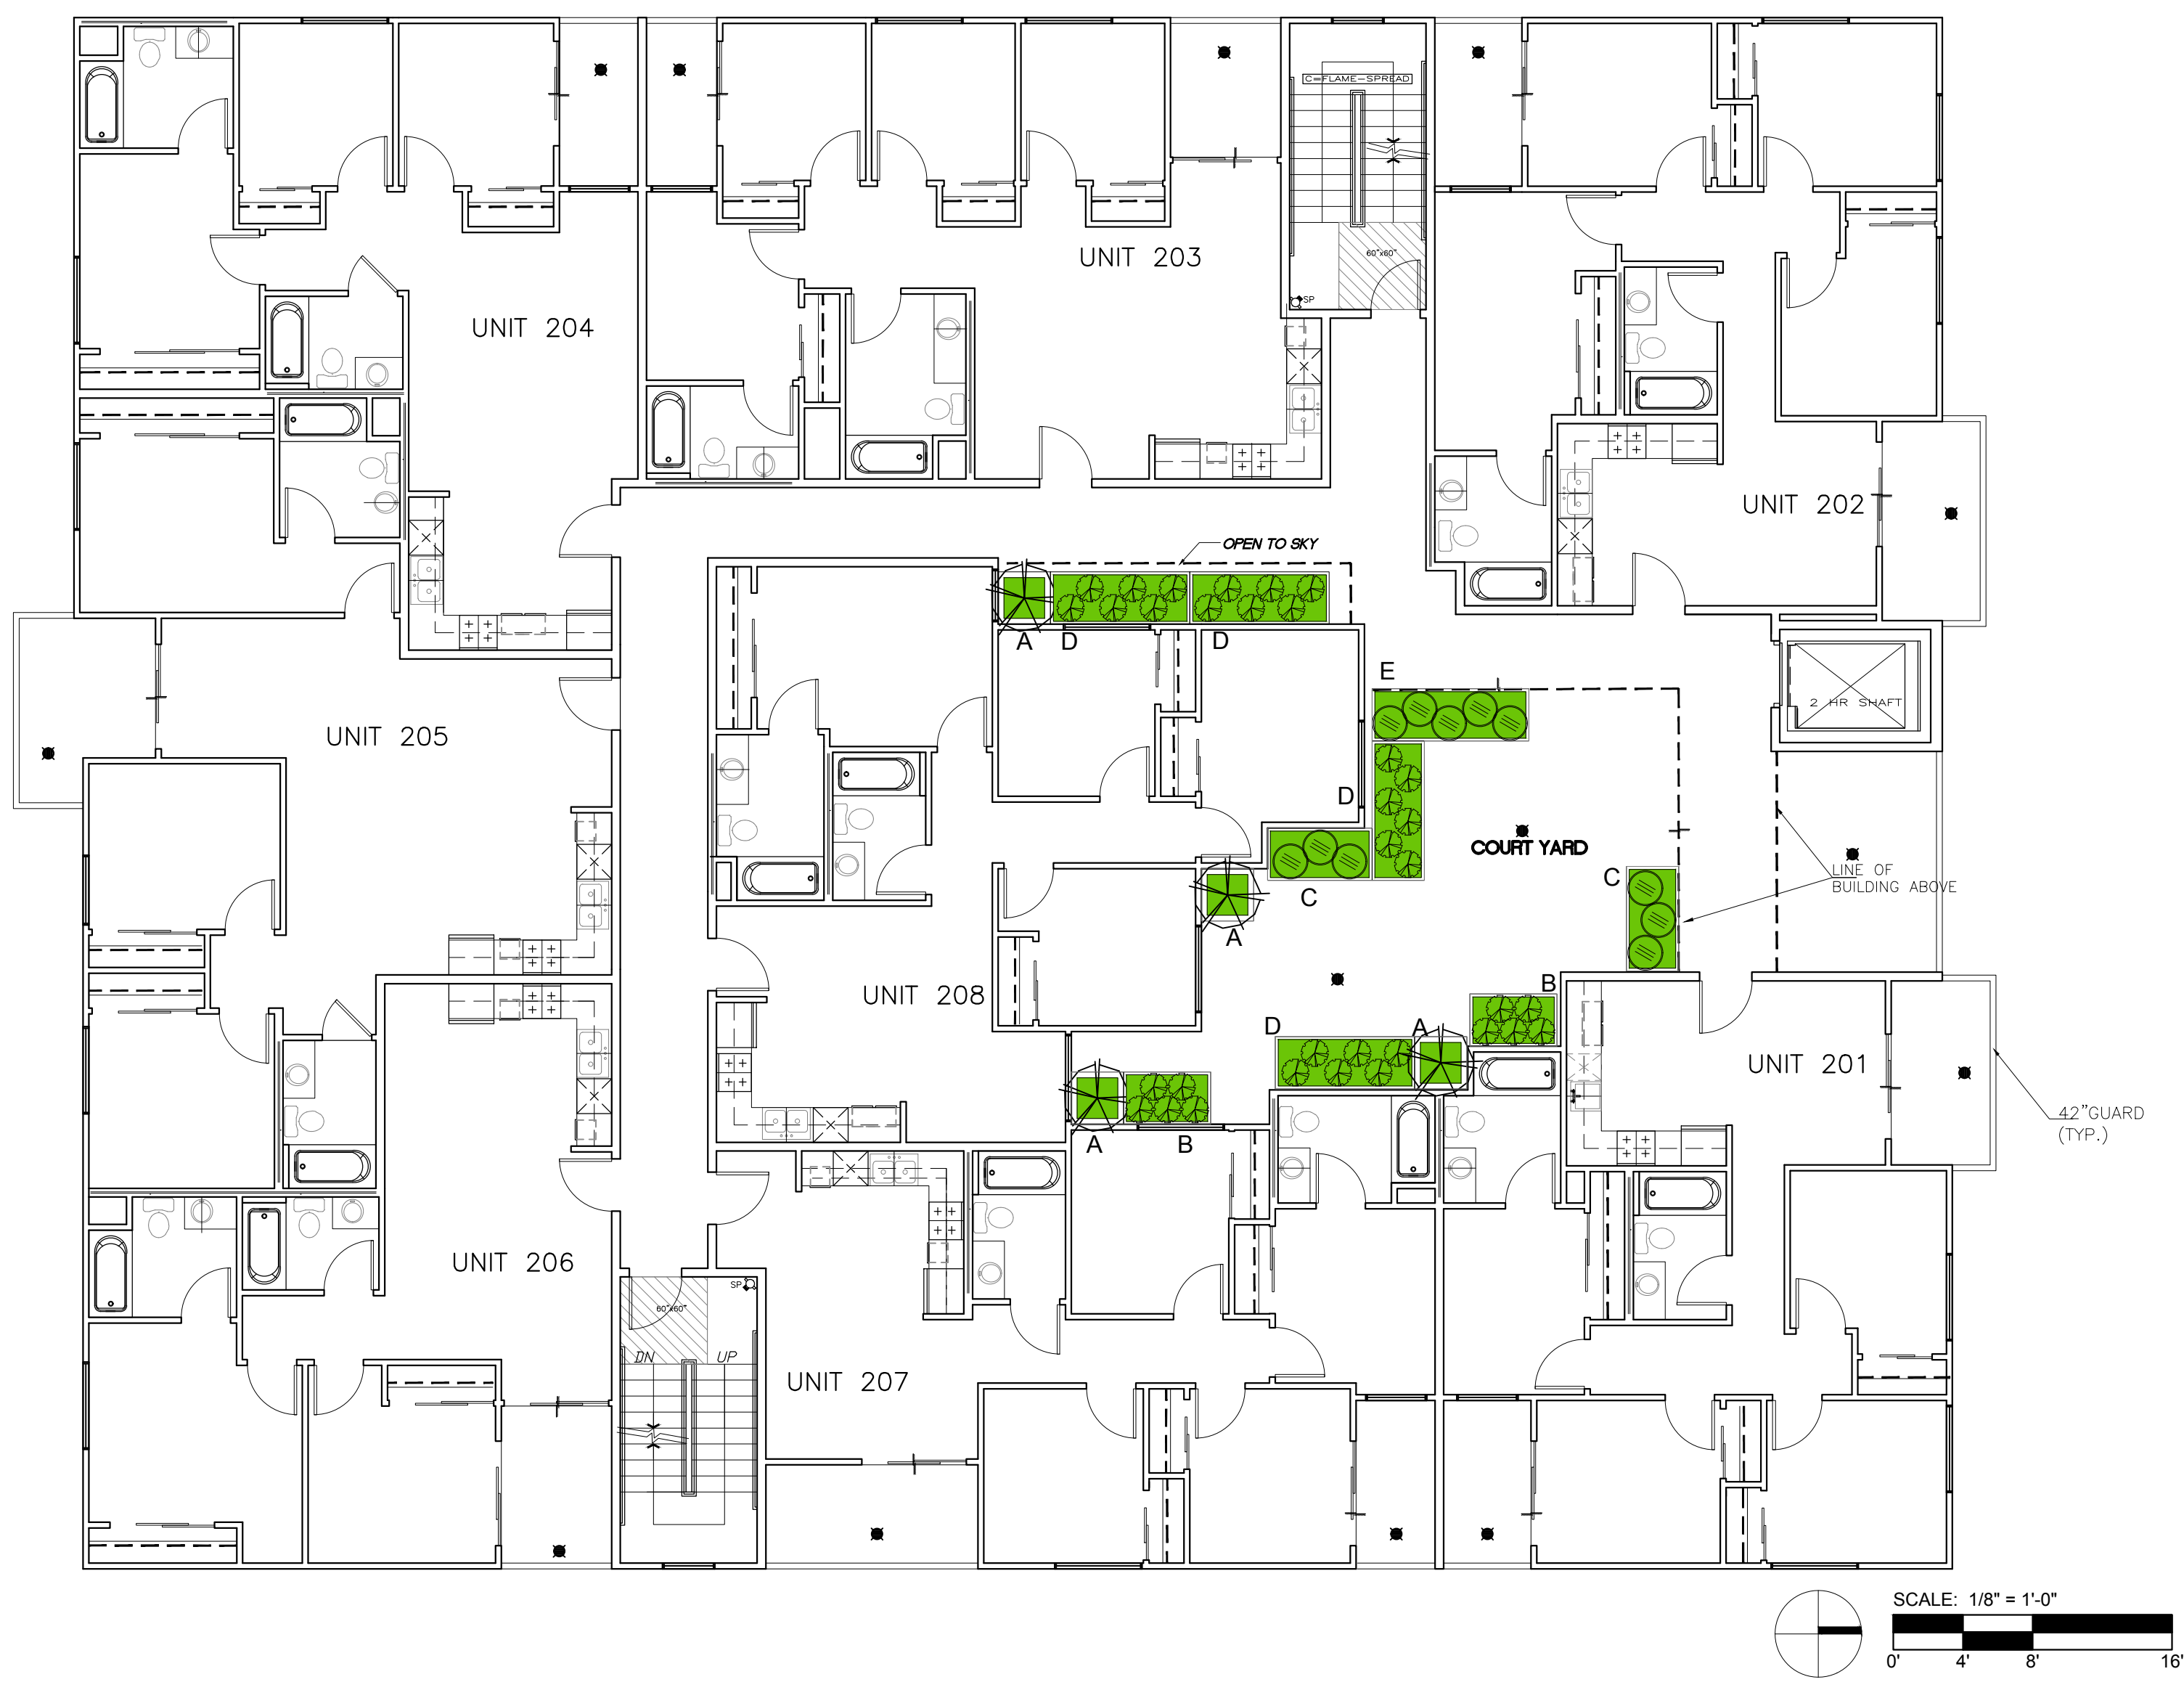 C=FLAME-SPREAD
60"x60"
SP
UNIT 203
UNIT 204
UNIT 202
OPEN TO SKY
A
D
D
E
2 HR SHAFT
UNIT 205
D
COURT YARD
LINE OF
BUILDING ABOVE
C
C
A
UNIT 208
B
D
A
UNIT 201
42"GUARD
(TYP.)
A
B
UNIT 206
SP
60"x60"
DN
UP
UNIT 207
SCALE: 1/8" = 1'-0"
0'
4'
8'
16'